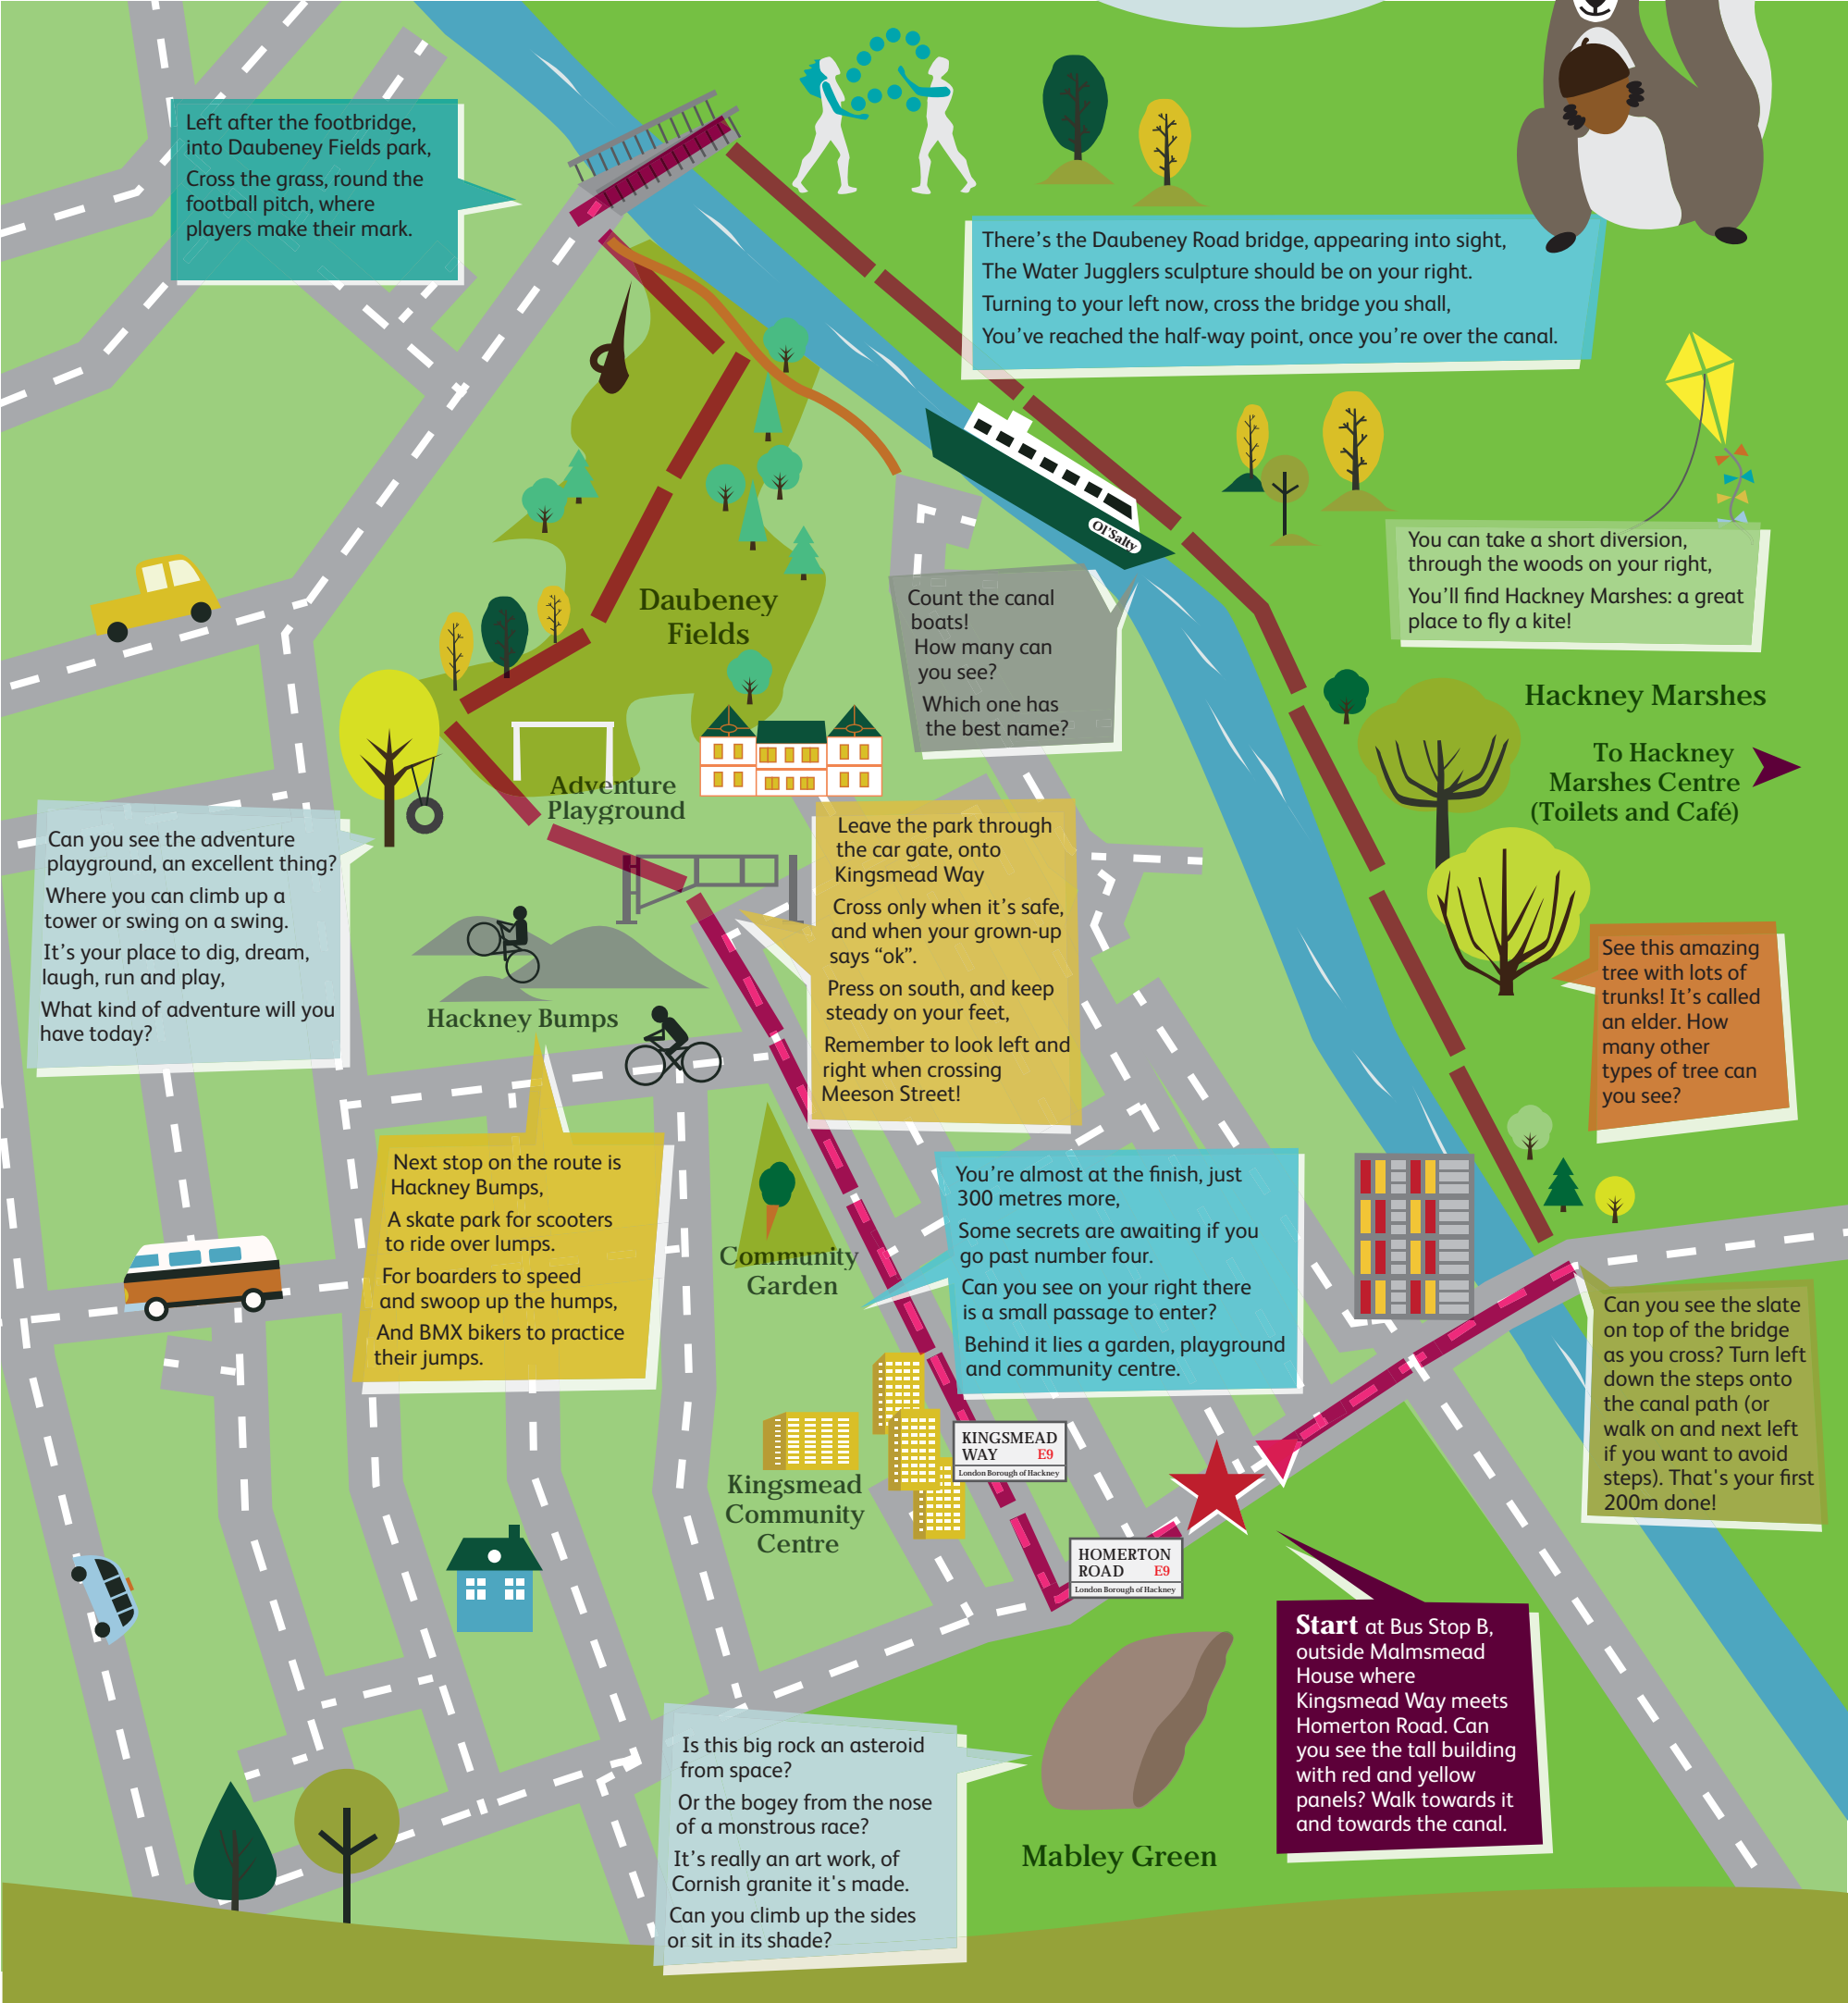 Left after the footbridge,
into Daubeney Fields park,
Cross the grass, round the
football pitch, where
players make their mark.
There’s the Daubeney Road bridge, appearing into sight,
The Water Jugglers sculpture should be on your right.
Turning to your left now, cross the bridge you shall,
You’ve reached the half-way point, once you’re over the canal.
Ol'Salty
You can take a short diversion,
through the woods on your right,
You’ll find Hackney Marshes: a great
place to fly a kite!
Daubeney
Fields
Count the canal
boats!
How many can
you see?
Which one has
the best name?
Hackney Marshes
To Hackney
Marshes Centre
(Toilets and Café)
Adventure
Playground
Can you see the adventure
playground, an excellent thing?
Where you can climb up a
tower or swing on a swing.
It’s your place to dig, dream,
laugh, run and play,
What kind of adventure will you
have today?
Leave the park through
the car gate, onto
Kingsmead Way
Cross only when it’s safe,
and when your grown-up
says “ok”.
Press on south, and keep
steady on your feet,
Remember to look left and
right when crossing
Meeson Street!
See this amazing
tree with lots of
trunks! It’s called
an elder. How
many other
types of tree can
you see?
Hackney Bumps
Next stop on the route is
Hackney Bumps,
A skate park for scooters
to ride over lumps.
For boarders to speed
and swoop up the humps,
And BMX bikers to practice
their jumps.
Community
Garden
You’re almost at the finish, just
300 metres more,
Some secrets are awaiting if you
go past number four.
Can you see on your right there
is a small passage to enter?
Behind it lies a garden, playground
and community centre.
Can you see the slate
on top of the bridge
as you cross? Turn left
down the steps onto
the canal path (or
walk on and next left
if you want to avoid
steps). That's your first
200m done!
KINGSMEAD
WAY E9
London Borough of Hackney
Kingsmead
Community
Centre
HOMERTON
ROAD E9
London Borough of Hackney
Start at Bus Stop B,
outside Malmsmead
House where
Kingsmead Way meets
Homerton Road. Can
you see the tall building
with red and yellow
panels? Walk towards it
and towards the canal.
Is this big rock an asteroid
from space?
Or the bogey from the nose
of a monstrous race?
It’s really an art work, of
Cornish granite it's made.
Can you climb up the sides
or sit in its shade?
Mabley Green